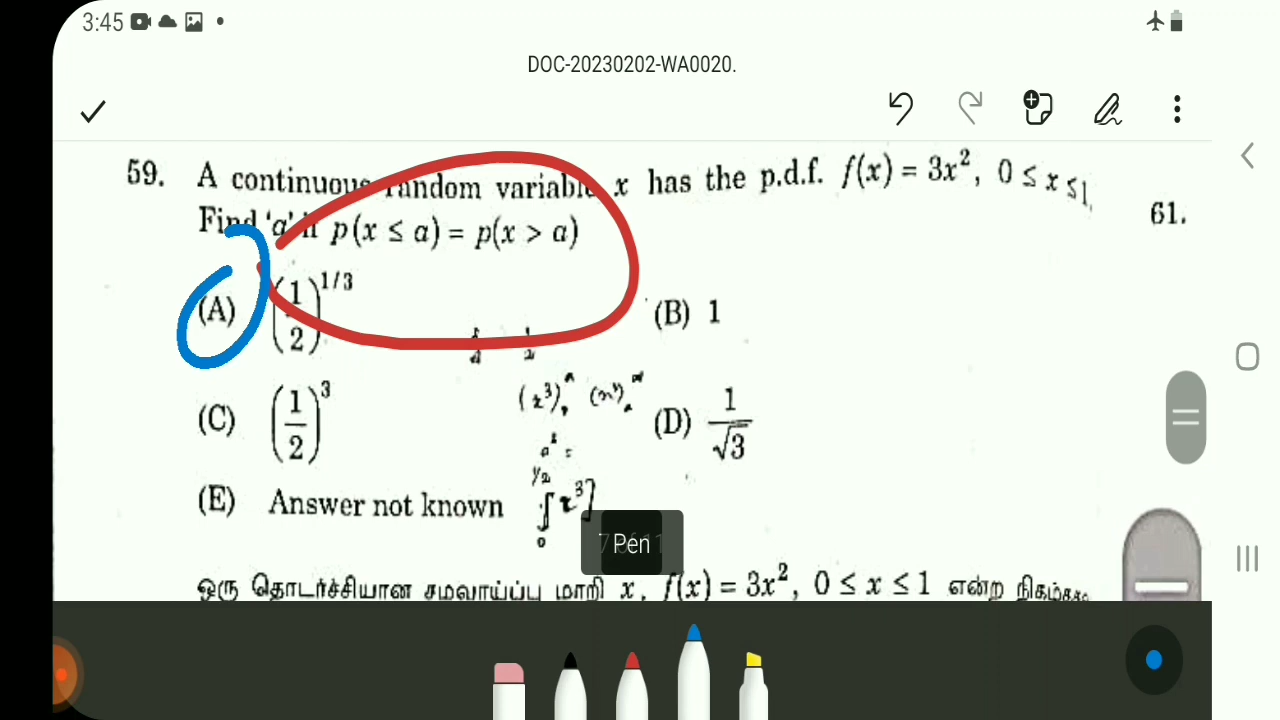 3:45
DOC-20230202-WA0020.
59. A continuous random variable x has the p.d.f. f(x) = 3x², 0 ≤ x ≤ 1.
Find 'a' if p(x ≤ a) = p(x > a)
61.
(A) (1/2)^1/3 (B) 1
(C) (1/2)^3 (D) 1/√3
(E) Answer not known
Pen
ஒரு தொடர்ச்சியான சமவாய்ப்பு மாறி x, f(x) = 3x², 0 ≤ x ≤ 1 என்ற